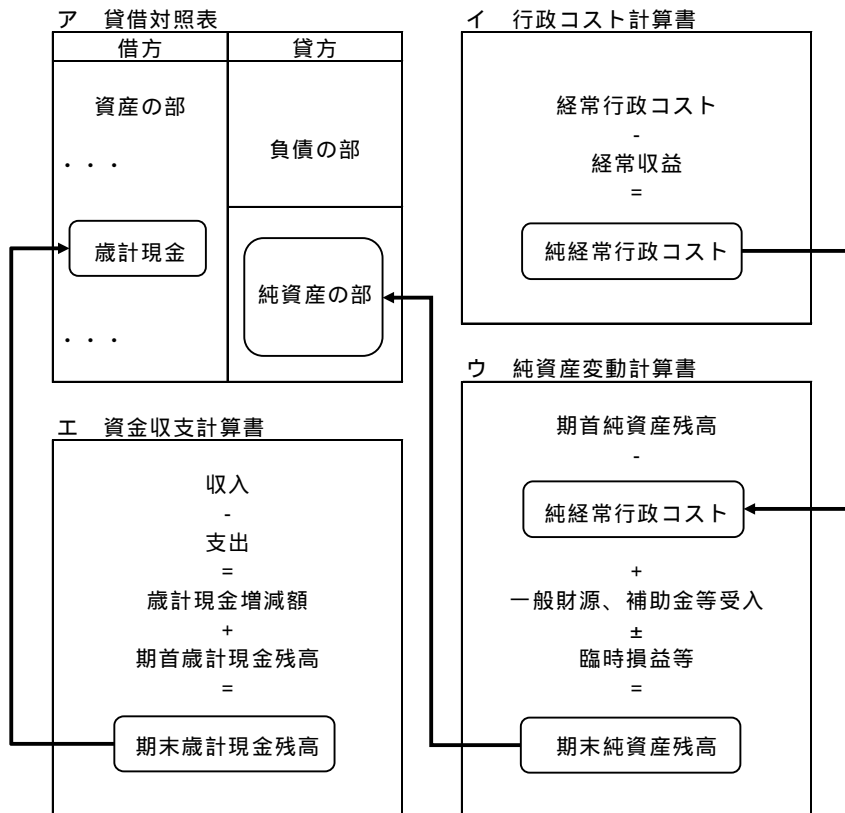 ア　貸借対照表
借方
貸方
資産の部
・・・
歳計現金
・・・
負債の部
純資産の部
イ　行政コスト計算書
経常行政コスト
-
経常収益
=
純経常行政コスト
エ　資金収支計算書
収入
-
支出
=
歳計現金増減額
+
期首歳計現金残高
=
期末歳計現金残高
ウ　純資産変動計算書
期首純資産残高
-
純経常行政コスト
+
一般財源、補助金等受入
±
臨時損益等
=
期末純資産残高